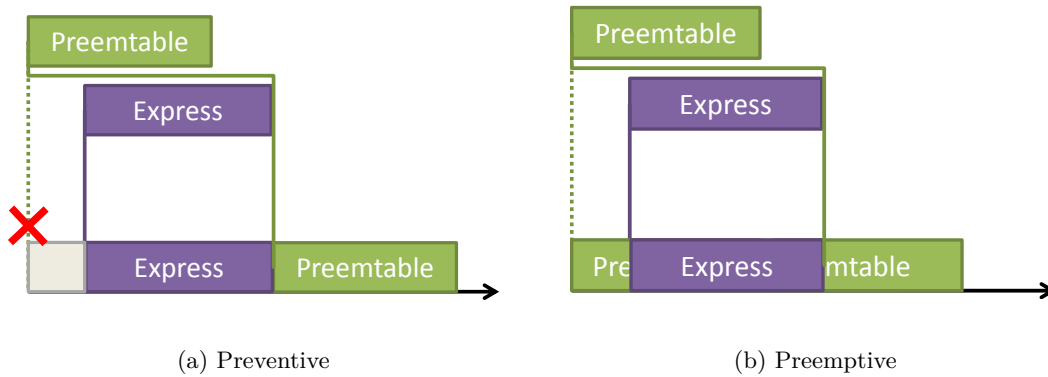 Preemtable
Express
Express
Preemtable
(a) Preventive
Preemtable
Express
Pre
Express
mtable
(b) Preemptive